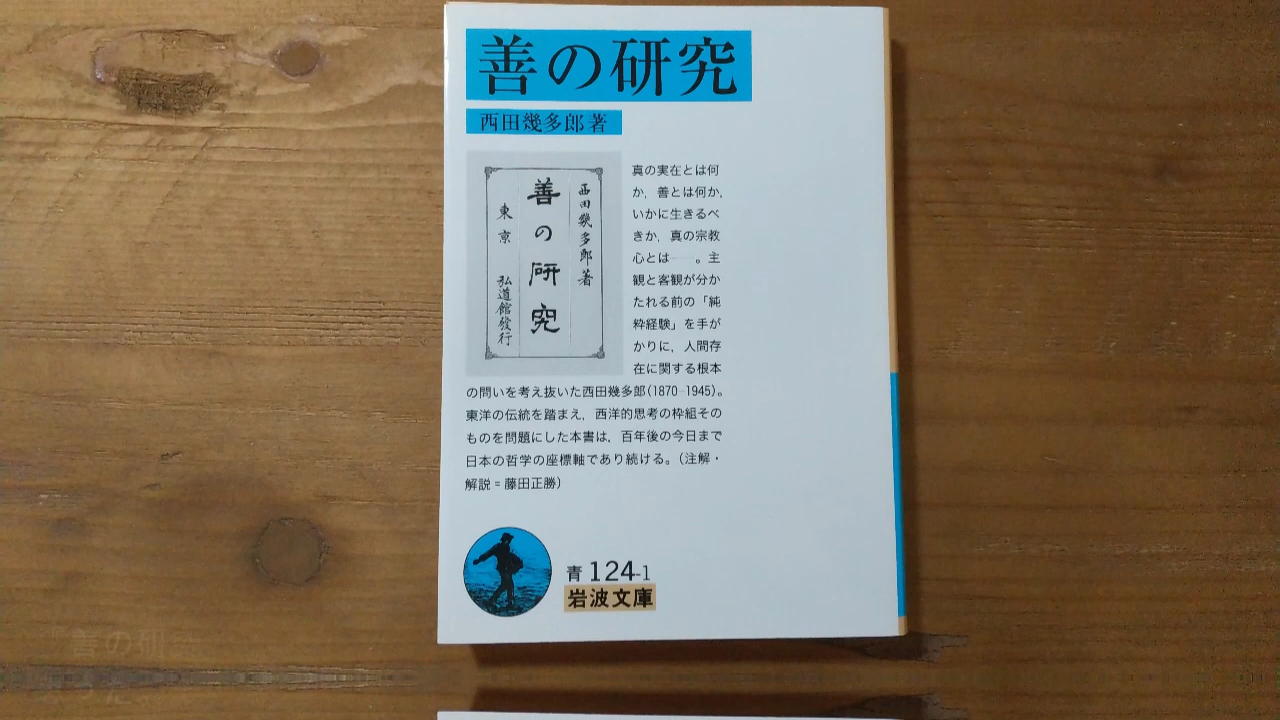 善の研究
西田幾多郎著
西田幾多郎著
善の研究
東京 弘道館發行
真の実在とは何
か，善とは何か，
いかに生きるべ
きか，真の宗教
心とは――。主
観と客観が分か
たれる前の「純
粋経験」を手が
かりに，人間存
在に関する根本
の問いを考え抜いた西田幾多郎（1870-1945）。
東洋の伝統を踏まえ，西洋的思考の枠組その
ものを問題にした本書は，百年後の今日まで
日本の哲学の座標軸であり続ける。（注解・
解説＝藤田正勝）
青 124-1
岩波文庫
「善の研